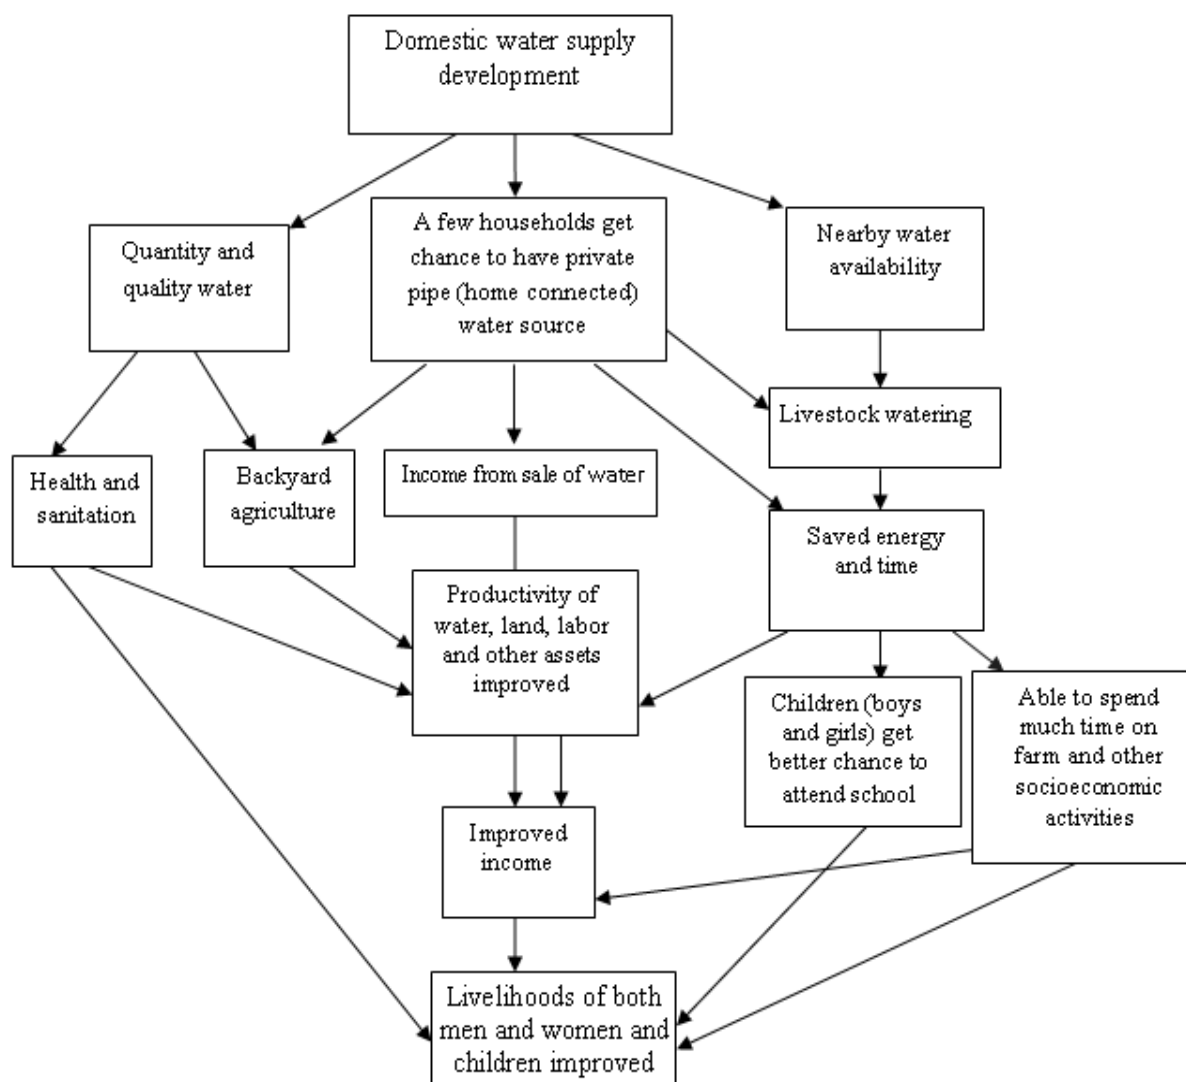 Domestic water supply
development
A few households get
chance to have private
pipe (home connected)
water source
Nearby water
availability
Quantity and
quality water
Livestock watering
Health and
sanitation
Backyard
agriculture
Income from sale of water
Saved energy
and time
Productivity of
water, land, labor
and other assets
improved
Children (boys
and girls) get
better chance to
attend school
Able to spend
much time on
farm and other
socioeconomic
activities
Improved
income
Livelihoods of both
men and women and
children improved